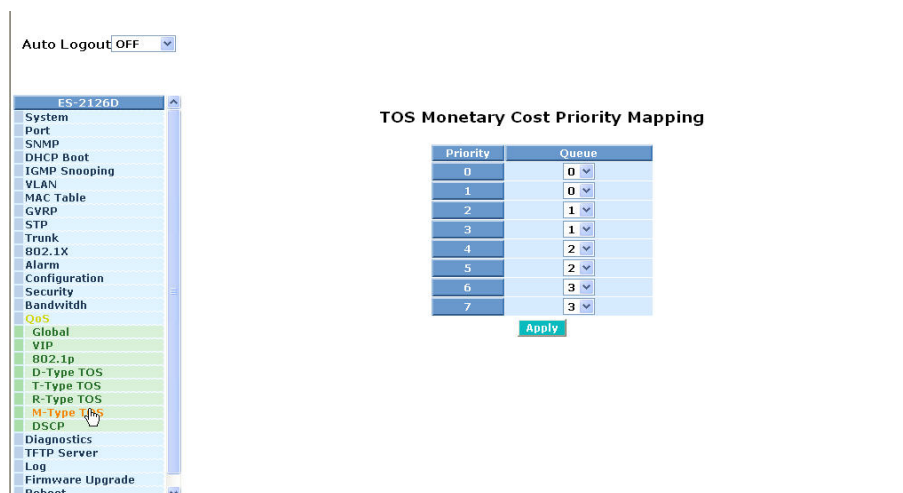 Auto Logout OFF
ES-2126D
System
Port
SNMP
DHCP Boot
IGMP Snooping
VLAN
MAC Table
GVRP
STP
Trunk
802.1X
Alarm
Configuration
Security
Bandwitdh
QoS
Global
VIP
802.1p
D-Type TOS
T-Type TOS
R-Type TOS
M-Type TOS
DSCP
Diagnostics
TFTP Server
Log
Firmware Upgrade
Reboot
TOS Monetary Cost Priority Mapping
Priority Queue
0 0
1 0
2 1
3 1
4 2
5 2
6 3
7 3
Apply